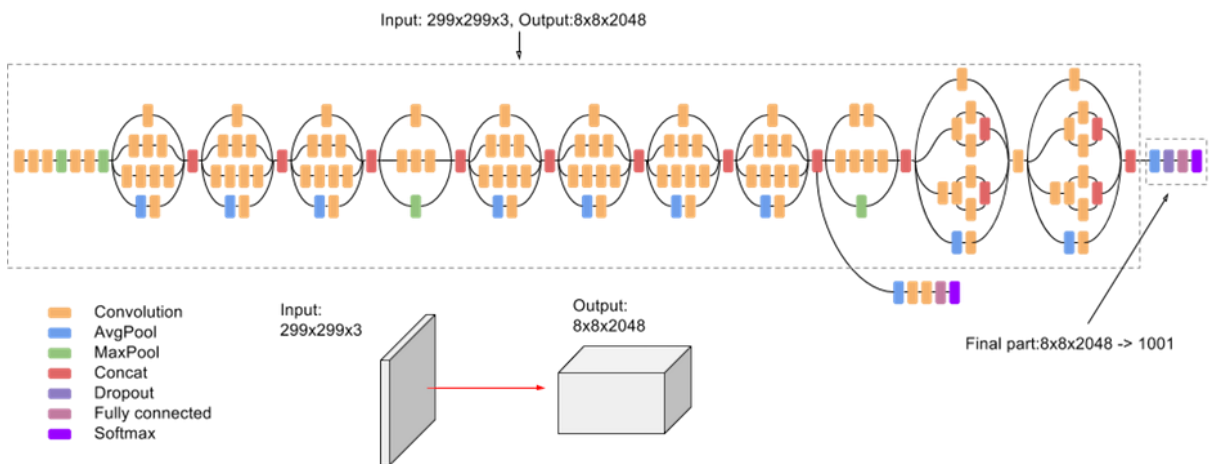 Input: 299x299x3, Output:8x8x2048
Convolution
AvgPool
MaxPool
Concat
Dropout
Fully connected
Softmax
Input:
299x299x3
Output:
8x8x2048
Final part:8x8x2048 -> 1001